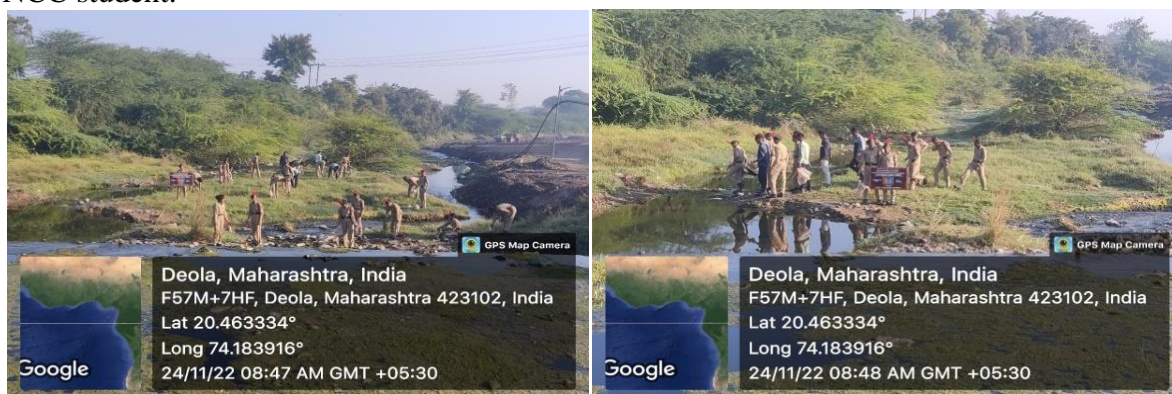 NCC student.
GPS Map Camera
Deola, Maharashtra, India
F57M+7HF, Deola, Maharashtra 423102, India
Lat 20.463334°
Long 74.183916°
24/11/22 08:47 AM GMT +05:30
Google
GPS Map Camera
Deola, Maharashtra, India
F57M+7HF, Deola, Maharashtra 423102, India
Lat 20.463334°
Long 74.183916°
24/11/22 08:48 AM GMT +05:30
Google